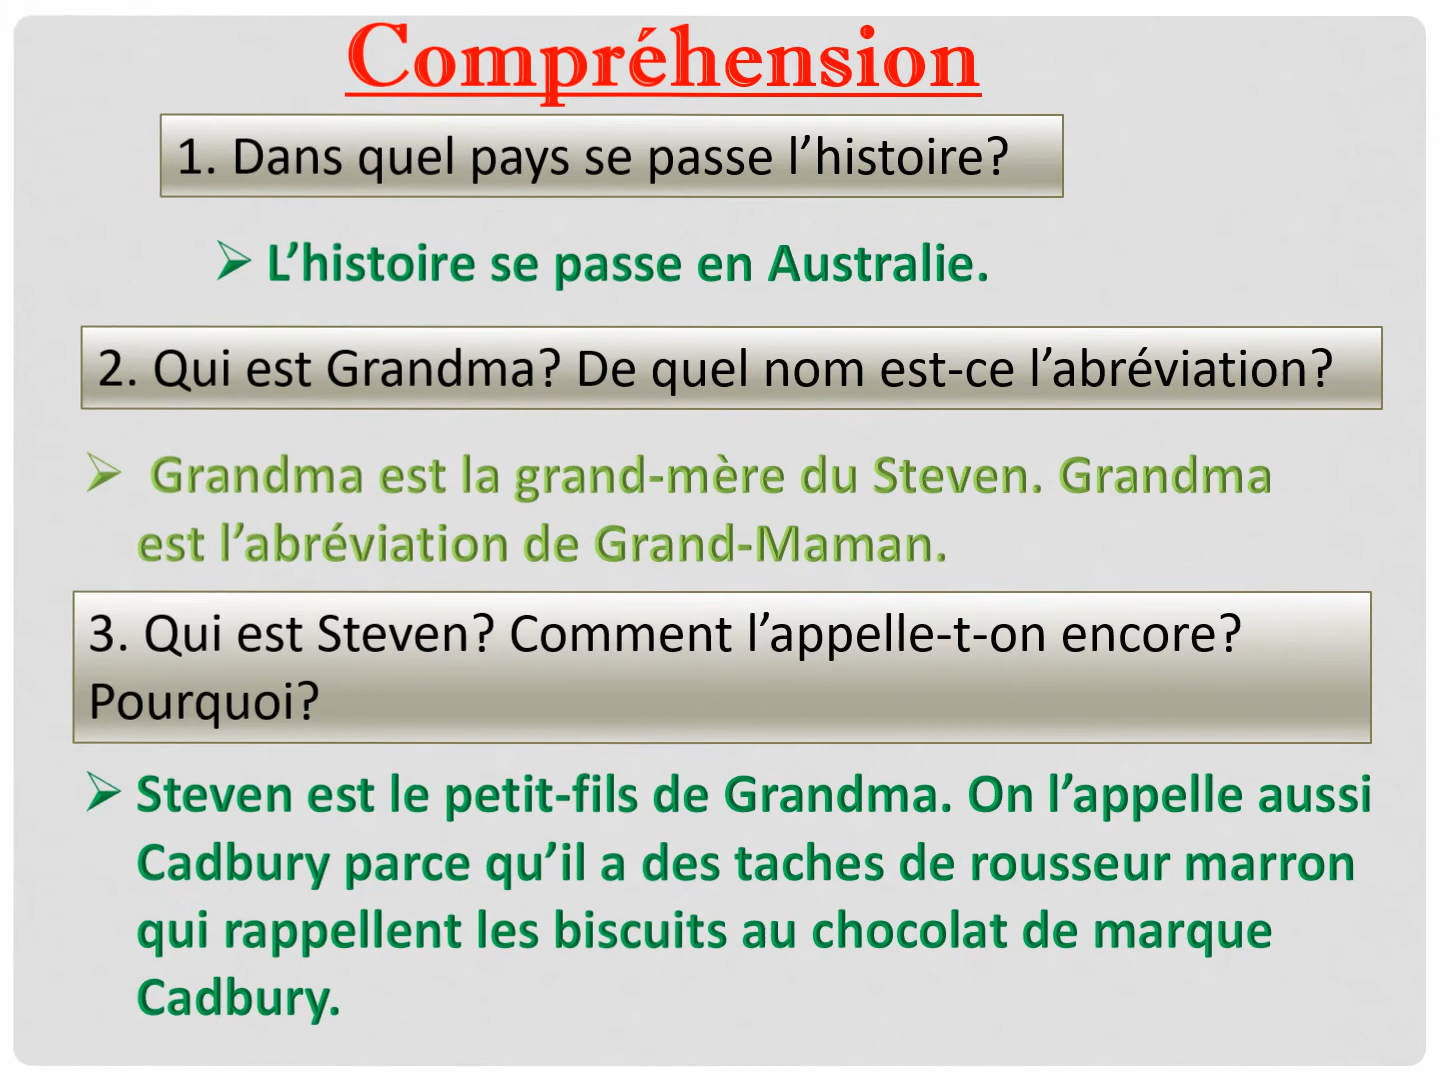 Compréhension
1. Dans quel pays se passe l’histoire?
➢ L’histoire se passe en Australie.
2. Qui est Grandma? De quel nom est-ce l’abréviation?
➢ Grandma est la grand-mère du Steven. Grandma
est l’abréviation de Grand-Maman.
3. Qui est Steven? Comment l’appelle-t-on encore?
Pourquoi?
➢ Steven est le petit-fils de Grandma. On l’appelle aussi
Cadbury parce qu’il a des taches de rousseur marron
qui rappellent les biscuits au chocolat de marque
Cadbury.